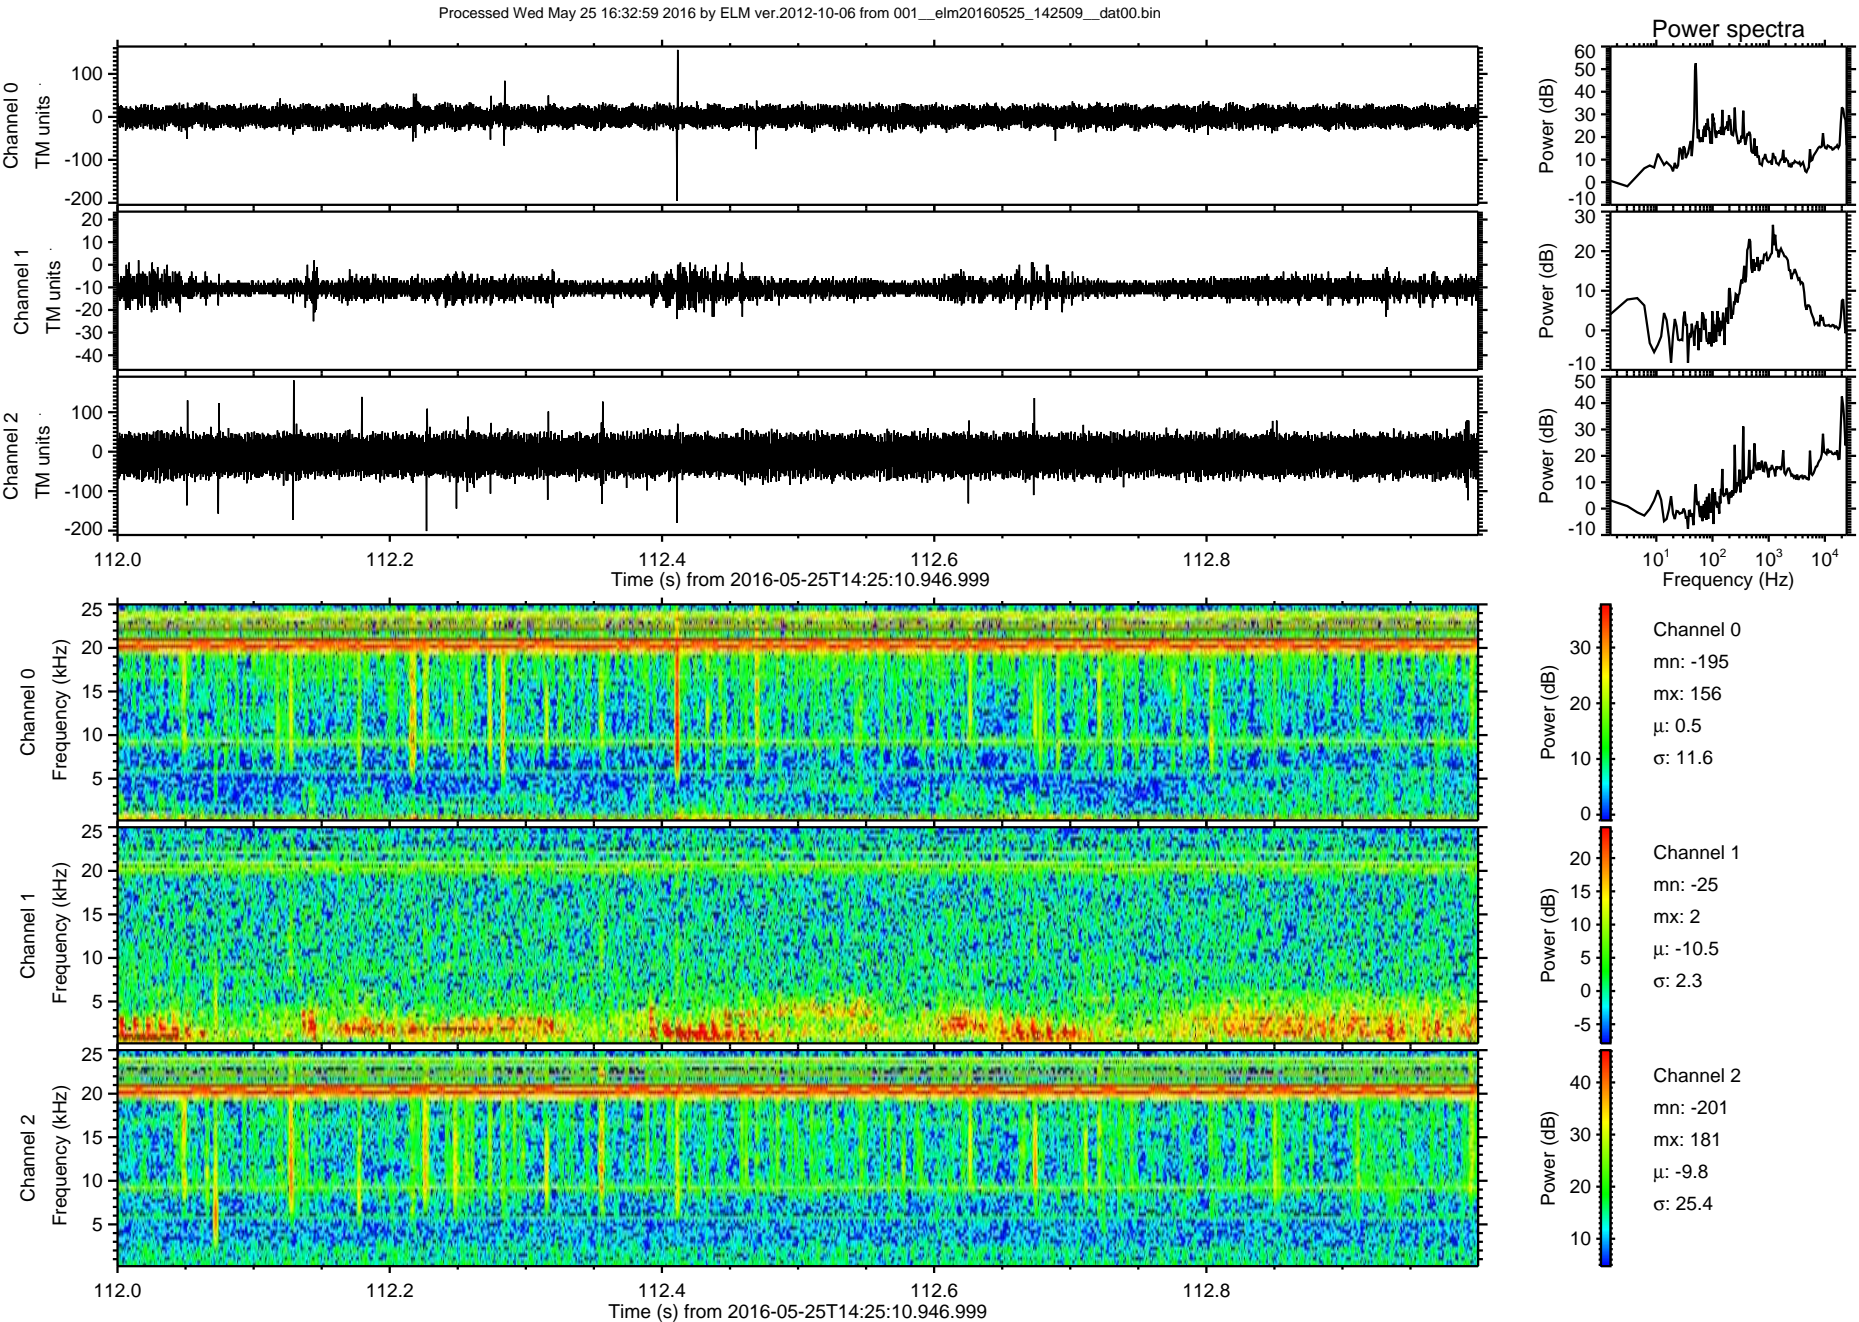 Processed Wed May 25 16:32:59 2016 by ELM ver.2012-10-06 from 001__elm20160525_142509__dat00.bin
Power spectra
Channel 0
TM units
100
0
-100
-200
Power (dB)
60
50
40
30
20
10
0
-10
Channel 1
TM units
20
10
0
-10
-20
-30
-40
Power (dB)
30
20
10
0
-10
Channel 2
TM units
100
0
-100
-200
Power (dB)
50
40
30
20
10
0
-10
112.0 112.2 112.4 112.6 112.8
Time (s) from 2016-05-25T14:25:10.946.999
10¹ 10² 10³ 10⁴
Frequency (Hz)
Channel 0
Frequency (kHz)
25
20
15
10
5
Power (dB)
30
20
10
0
Channel 0
mn: -195
mx: 156
μ: 0.5
σ: 11.6
Channel 1
Frequency (kHz)
25
20
15
10
5
Power (dB)
20
15
10
5
0
-5
Channel 1
mn: -25
mx: 2
μ: -10.5
σ: 2.3
Channel 2
Frequency (kHz)
25
20
15
10
5
Power (dB)
40
30
20
10
Channel 2
mn: -201
mx: 181
μ: -9.8
σ: 25.4
112.0 112.2 112.4 112.6 112.8
Time (s) from 2016-05-25T14:25:10.946.999